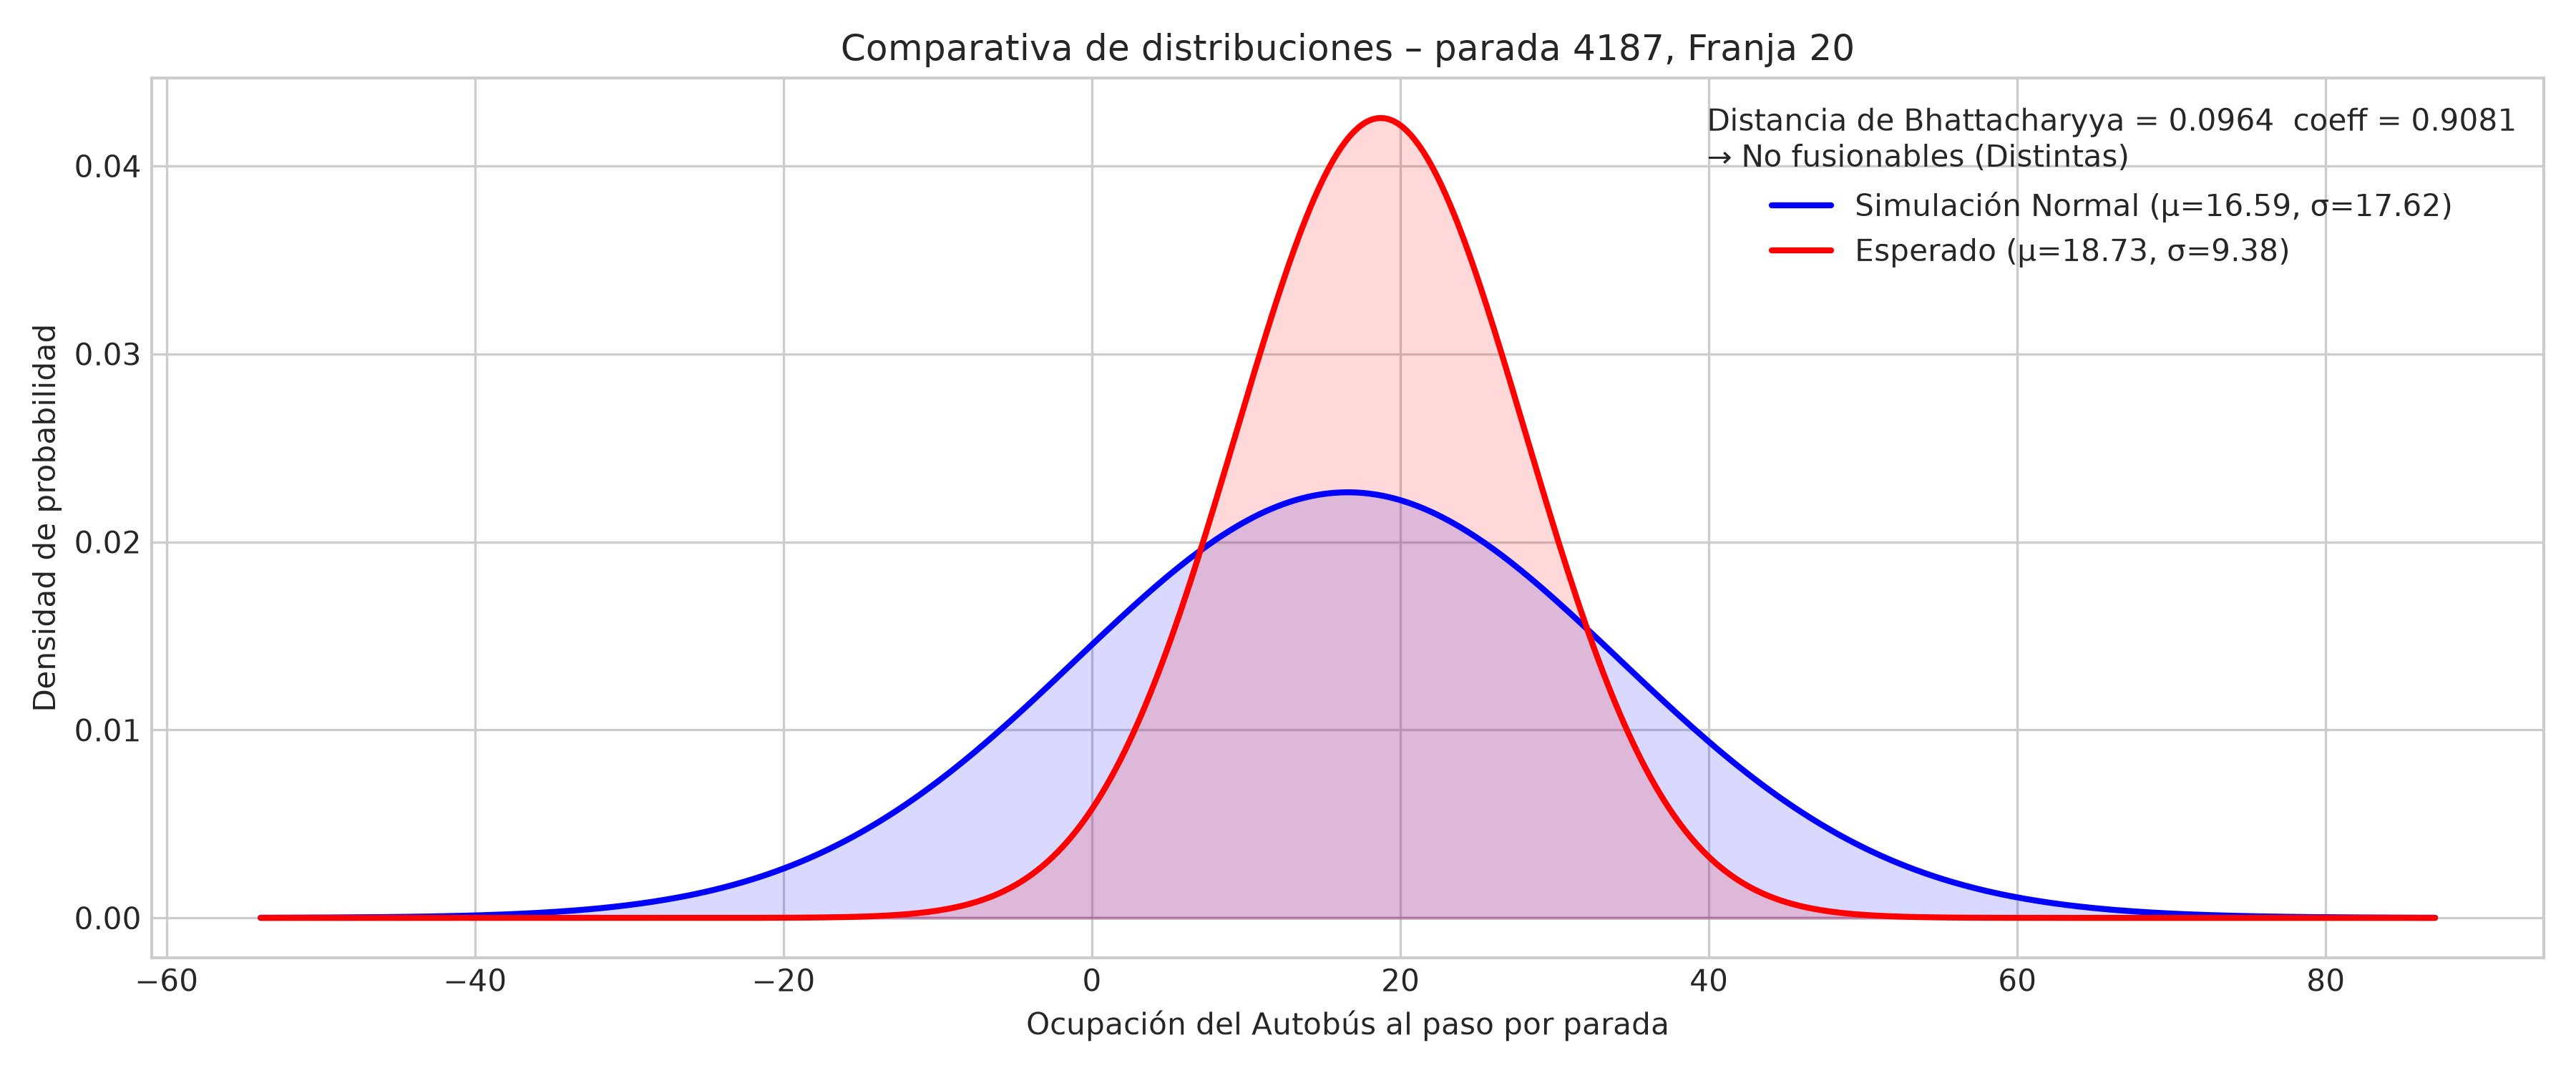 Comparativa de distribuciones – parada 4187, Franja 20
Distancia de Bhattacharyya = 0.0964  coeff = 0.9081
→ No fusionables (Distintas)
Simulación Normal (μ=16.59, σ=17.62)
Esperado (μ=18.73, σ=9.38)
Densidad de probabilidad
0.04
0.03
0.02
0.01
0.00
−60 −40 −20 0 20 40 60 80
Ocupación del Autobús al paso por parada